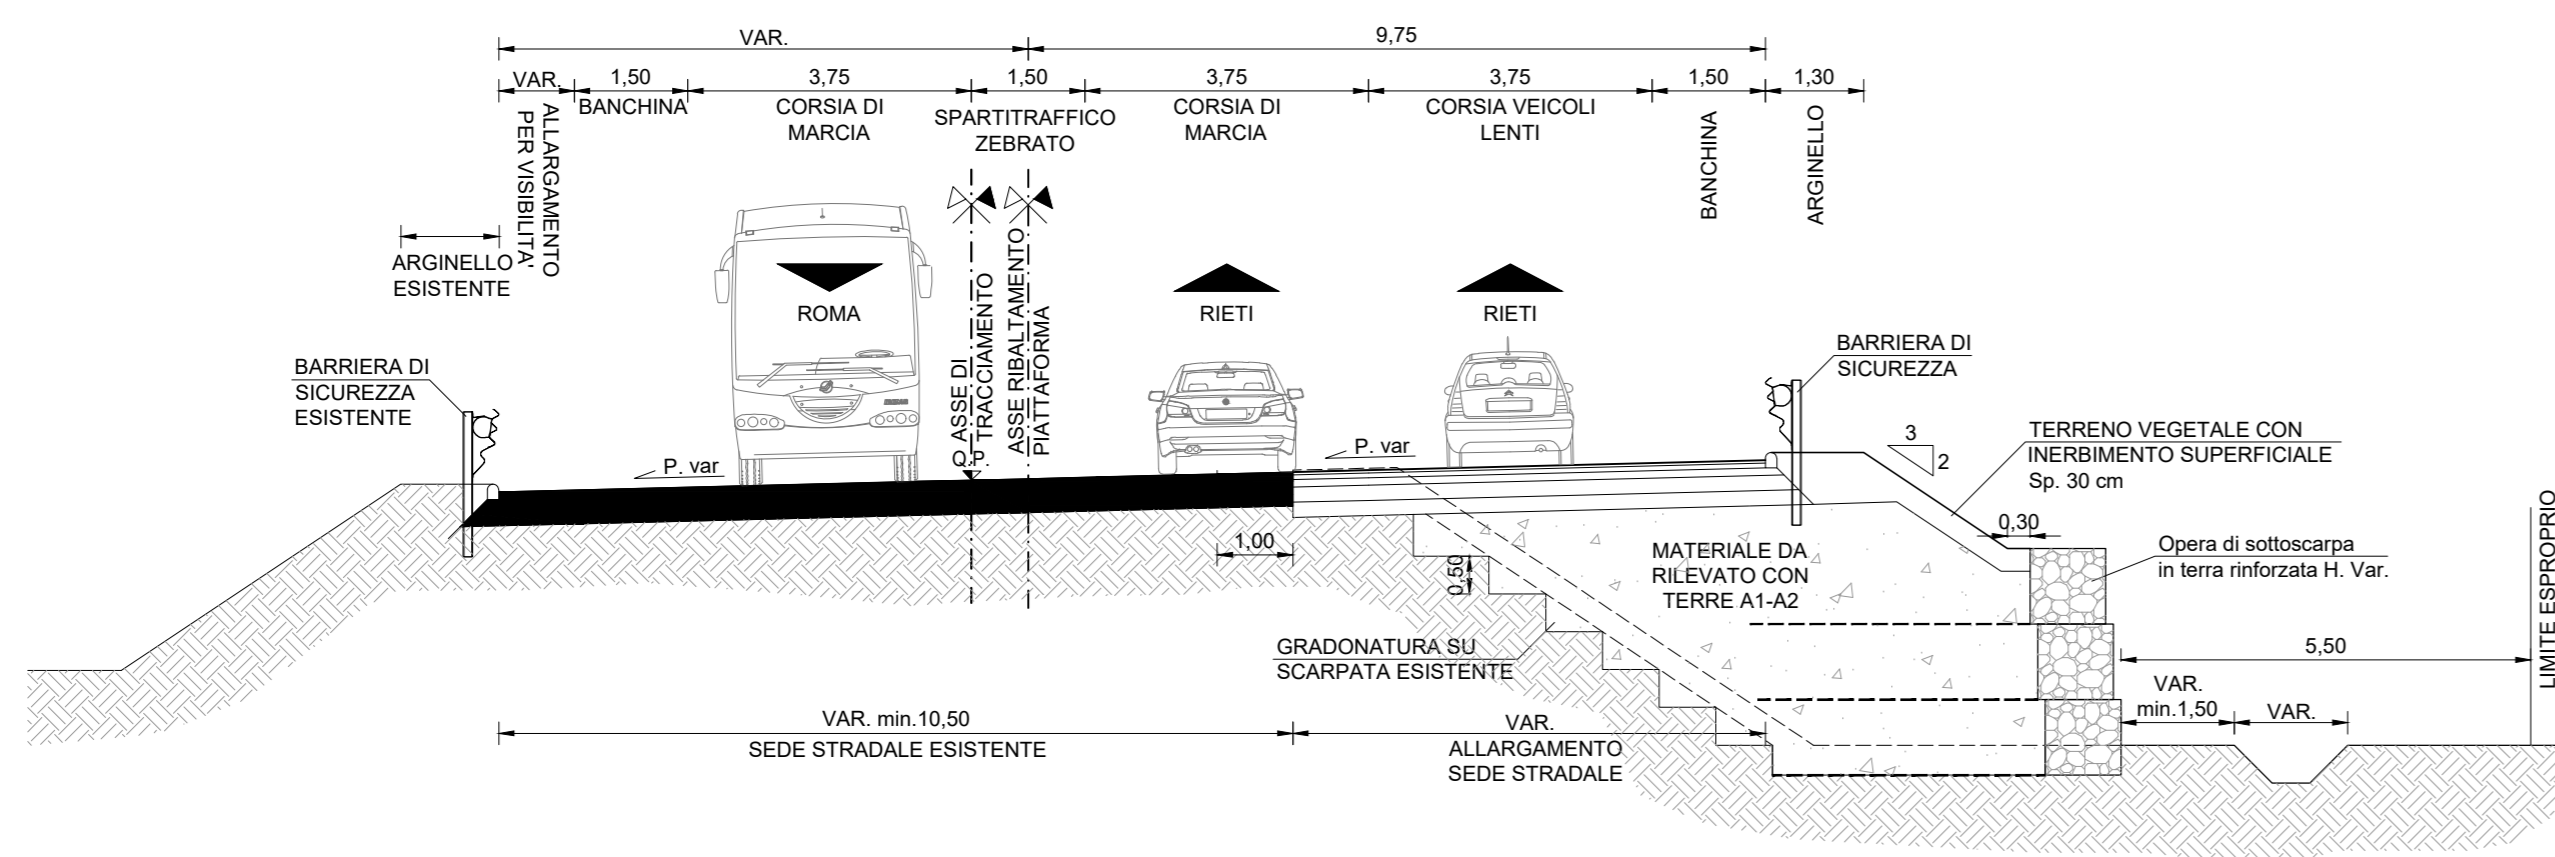 VAR.
9,75
VAR.
1,50
3,75
1,50
3,75
3,75
1,50
1,30
ALLARGAMENTO
PER VISIBILITA'
BANCHINA
CORSIA DI
MARCIA
SPARTITRAFFICO
ZEBRATO
CORSIA DI
MARCIA
CORSIA VEICOLI
LENTI
BANCHINA
ARGINELLO
ARGINELLO
ESISTENTE
ROMA
ASSE DI
TRACCIAMENTO
ASSE RIBALTAMENTO
PIATTAFORMA
RIETI
RIETI
BARRIERA DI
SICUREZZA
ESISTENTE
BARRIERA DI
SICUREZZA
P. var
Q.P.
P. var
3
2
TERRENO VEGETALE CON
INERBIMENTO SUPERFICIALE
Sp. 30 cm
0,30
1,00
0,50
MATERIALE DA
RILEVATO CON
TERRE A1-A2
Opera di sottoscarpa
in terra rinforzata H. Var.
LIMITE ESPROPRIO
GRADONATURA SU
SCARPATA ESISTENTE
5,50
VAR.
min.1,50
VAR.
VAR. min.10,50
SEDE STRADALE ESISTENTE
VAR.
ALLARGAMENTO
SEDE STRADALE